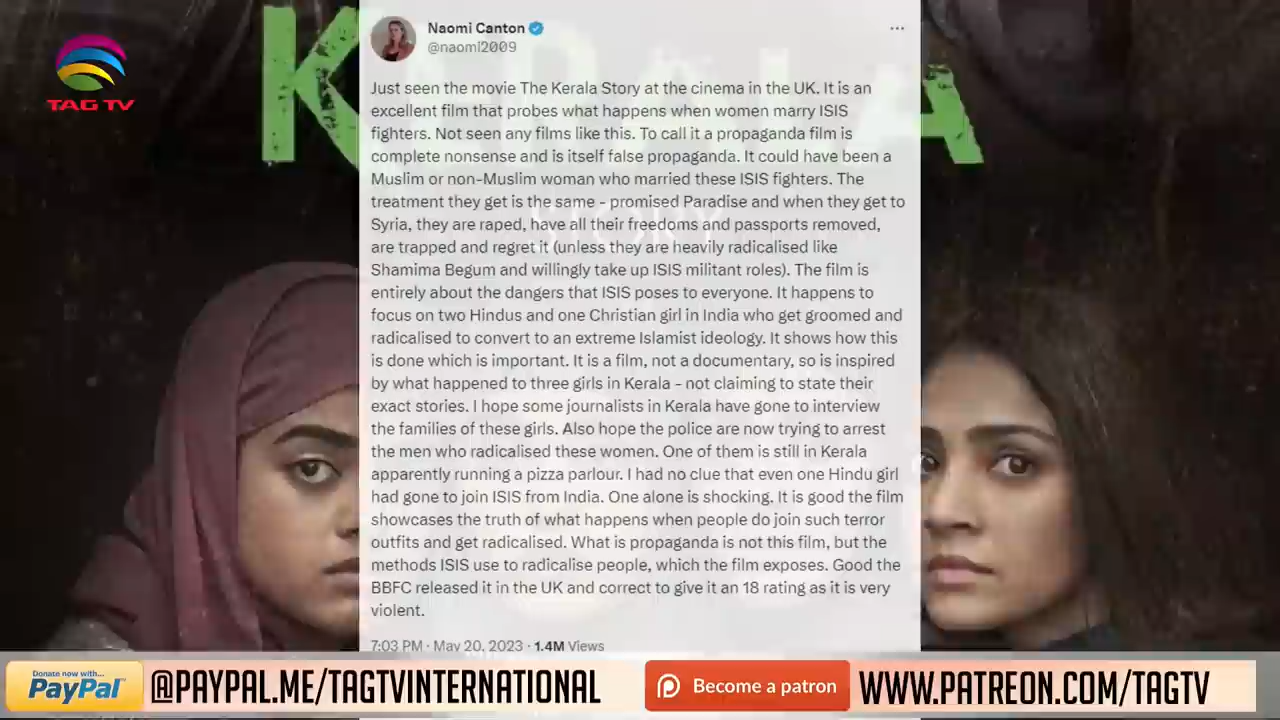 KERALA
TAG TV
Naomi Canton
@naomi2009
Just seen the movie The Kerala Story at the cinema in the UK. It is an
excellent film that probes what happens when women marry ISIS
fighters. Not seen any films like this. To call it a propaganda film is
complete nonsense and is itself false propaganda. It could have been a
Muslim or non-Muslim woman who married these ISIS fighters. The
treatment they get is the same - promised Paradise and when they get to
Syria, they are raped, have all their freedoms and passports removed,
are trapped and regret it (unless they are heavily radicalised like
Shamima Begum and willingly take up ISIS militant roles). The film is
entirely about the dangers that ISIS poses to everyone. It happens to
focus on two Hindus and one Christian girl in India who get groomed and
radicalised to convert to an extreme Islamist ideology. It shows how this
is done which is important. It is a film, not a documentary, so is inspired
by what happened to three girls in Kerala - not claiming to state their
exact stories. I hope some journalists in Kerala have gone to interview
the families of these girls. Also hope the police are now trying to arrest
the men who radicalised these women. One of them is still in Kerala
apparently running a pizza parlour. I had no clue that even one Hindu girl
had gone to join ISIS from India. One alone is shocking. It is good the film
showcases the truth of what happens when people do join such terror
outfits and get radicalised. What is propaganda is not this film, but the
methods ISIS use to radicalise people, which the film exposes. Good the
BBFC released it in the UK and correct to give it an 18 rating as it is very
violent.
7:03 PM · May 20, 2023 · 1.4M Views
Donate now with...
PayPal
@PAYPAL.ME/TAGTVINTERNATIONAL
Become a patron
WWW.PATREON.COM/TAGTV